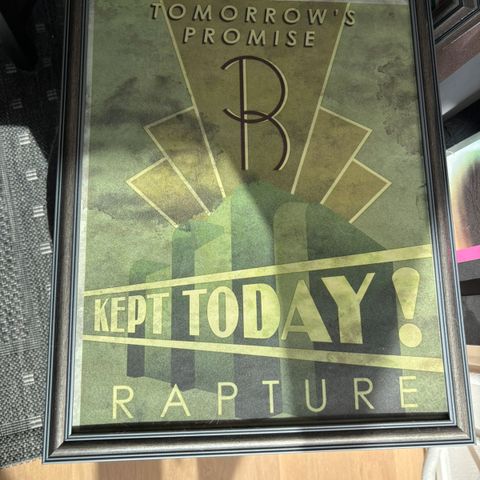 TOMORROW'S
PROMISE
R
KEPT TODAY!
RAPTURE